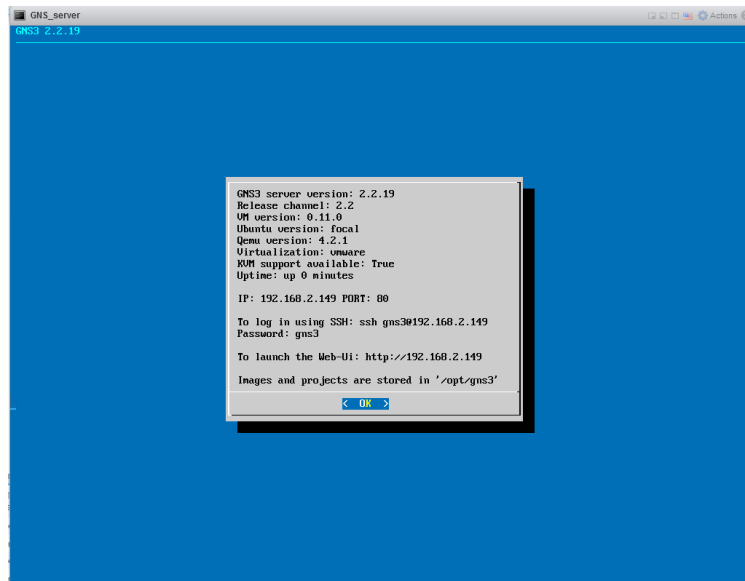 GNS_server
Actions
GNS3 2.2.19
GNS3 server version: 2.2.19
Release channel: 2.2
VM version: 0.11.0
Ubuntu version: focal
Qemu version: 4.2.1
Virtualization: vmware
KVM support available: True
Uptime: up 0 minutes
IP: 192.168.2.149 PORT: 80
To log in using SSH: ssh gns3@192.168.2.149
Password: gns3
To launch the Web-Ui: http://192.168.2.149
Images and projects are stored in '/opt/gns3'
< OK >